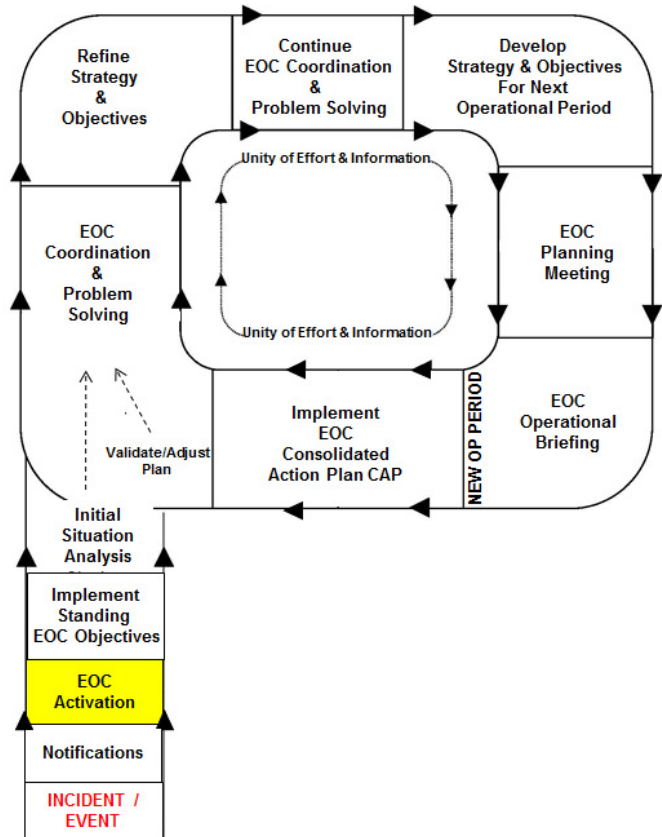 Refine
Strategy
&
Objectives
Continue
EOC Coordination
&
Problem Solving
Develop
Strategy & Objectives
For Next
Operational Period
Unity of Effort & Information
EOC
Coordination
&
Problem
Solving
EOC
Planning
Meeting
Unity of Effort & Information
Implement
EOC
Consolidated
Action Plan CAP
NEW OP PERIOD
EOC
Operational
Briefing
Validate/Adjust
Plan
Initial
Situation
Analysis
Implement
Standing
EOC Objectives
EOC
Activation
Notifications
INCIDENT /
EVENT